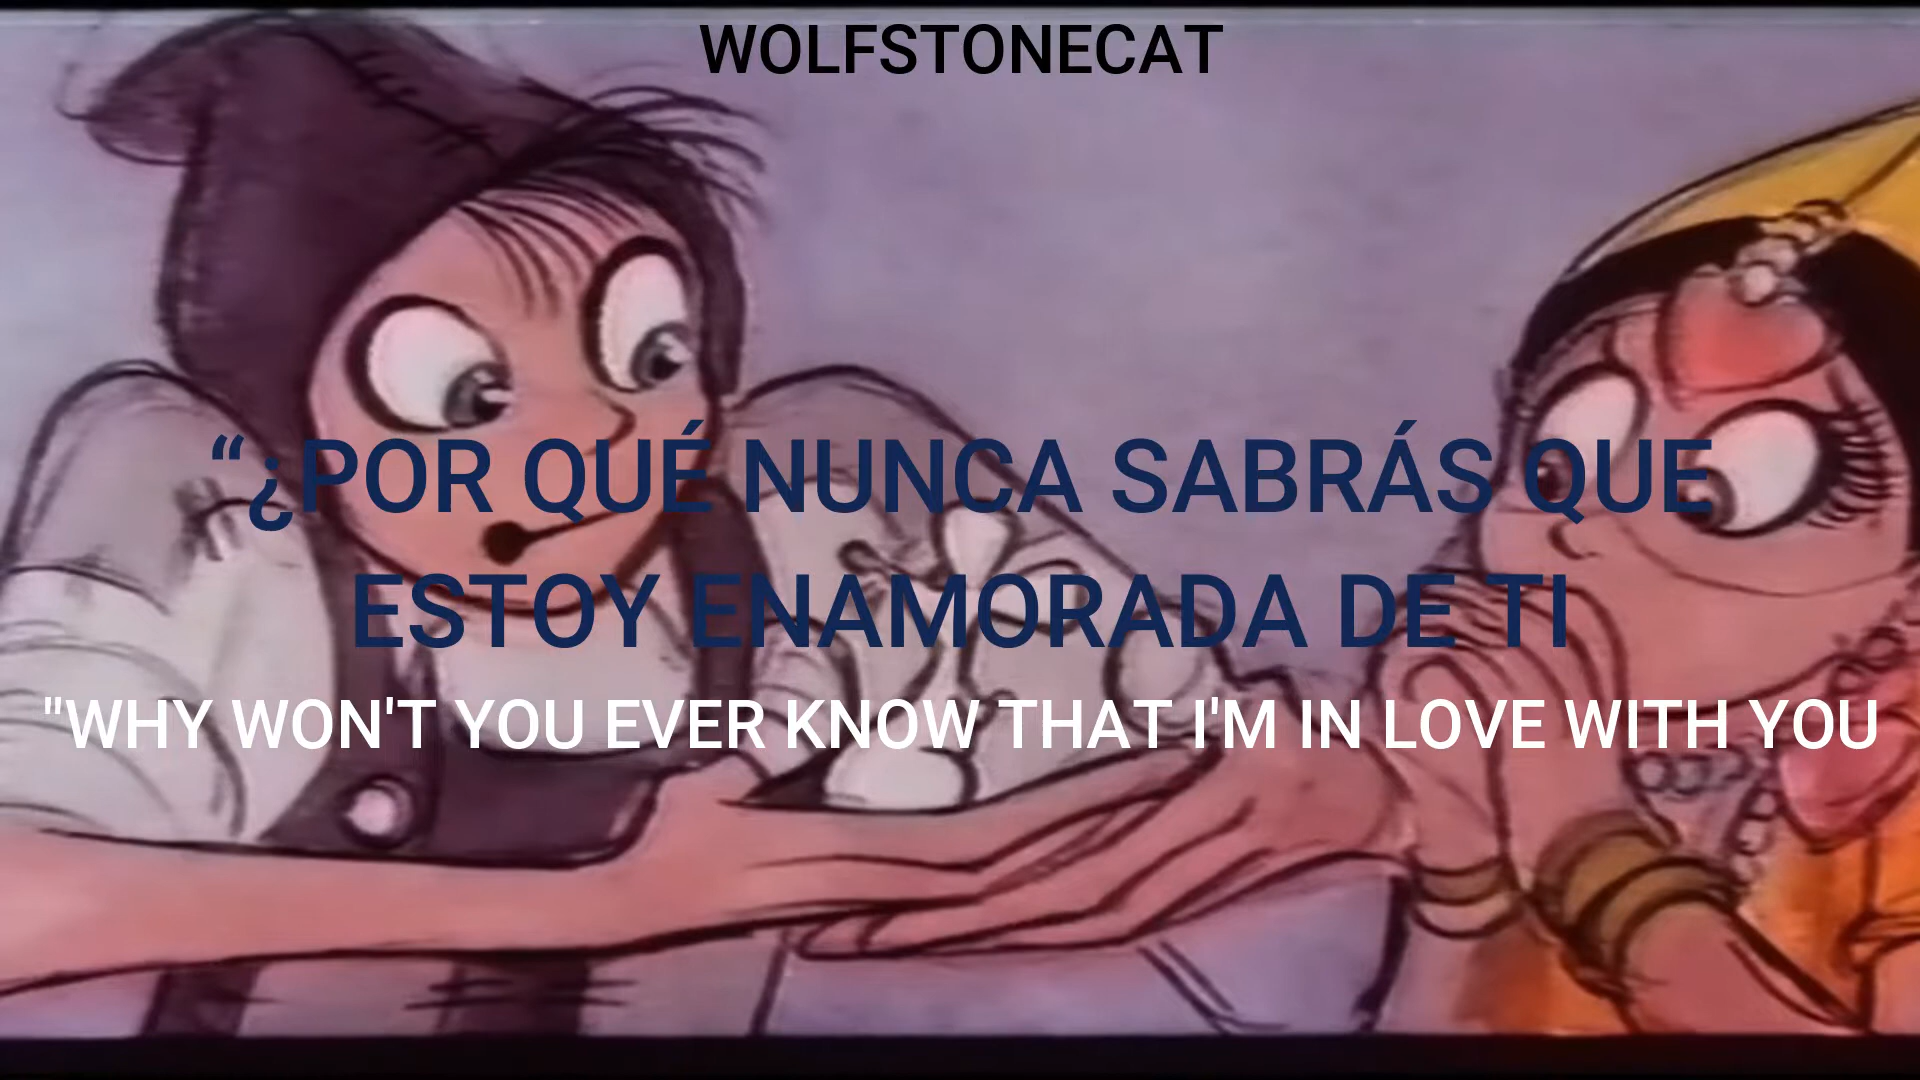 WOLFSTONECAT
“¿POR QUÉ NUNCA SABRÁS QUE
ESTOY ENAMORADA DE TI
"WHY WON'T YOU EVER KNOW THAT I'M IN LOVE WITH YOU